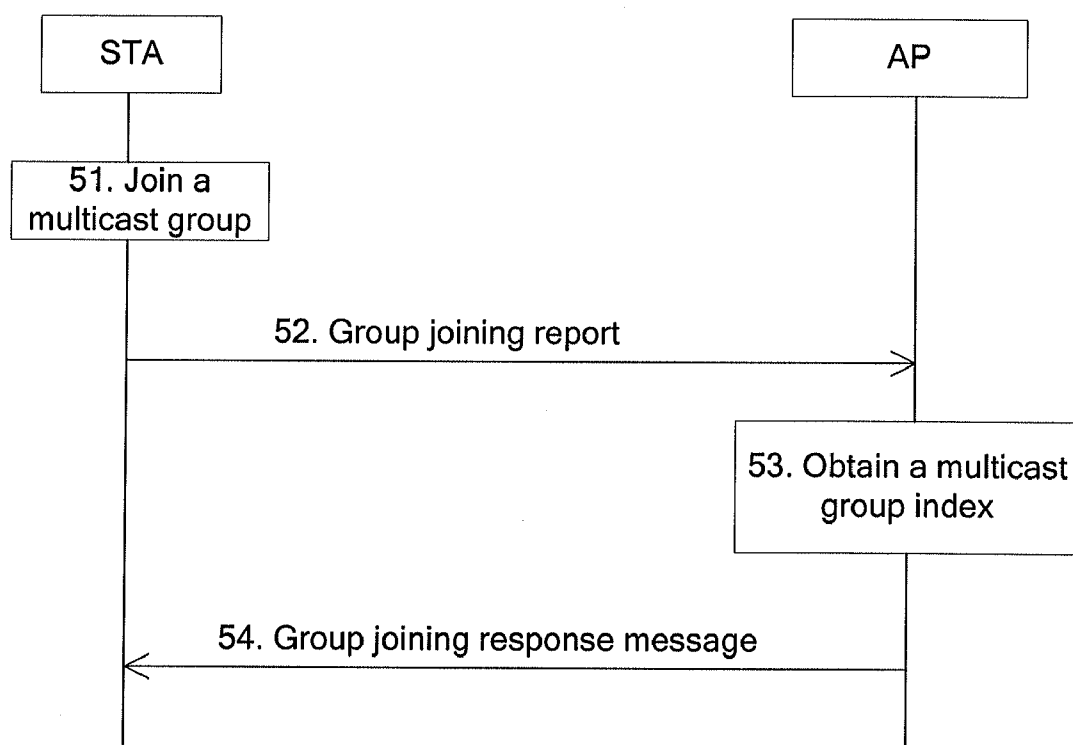 STA
AP
51. Join a
multicast group
52. Group joining report
53. Obtain a multicast
group index
54. Group joining response message